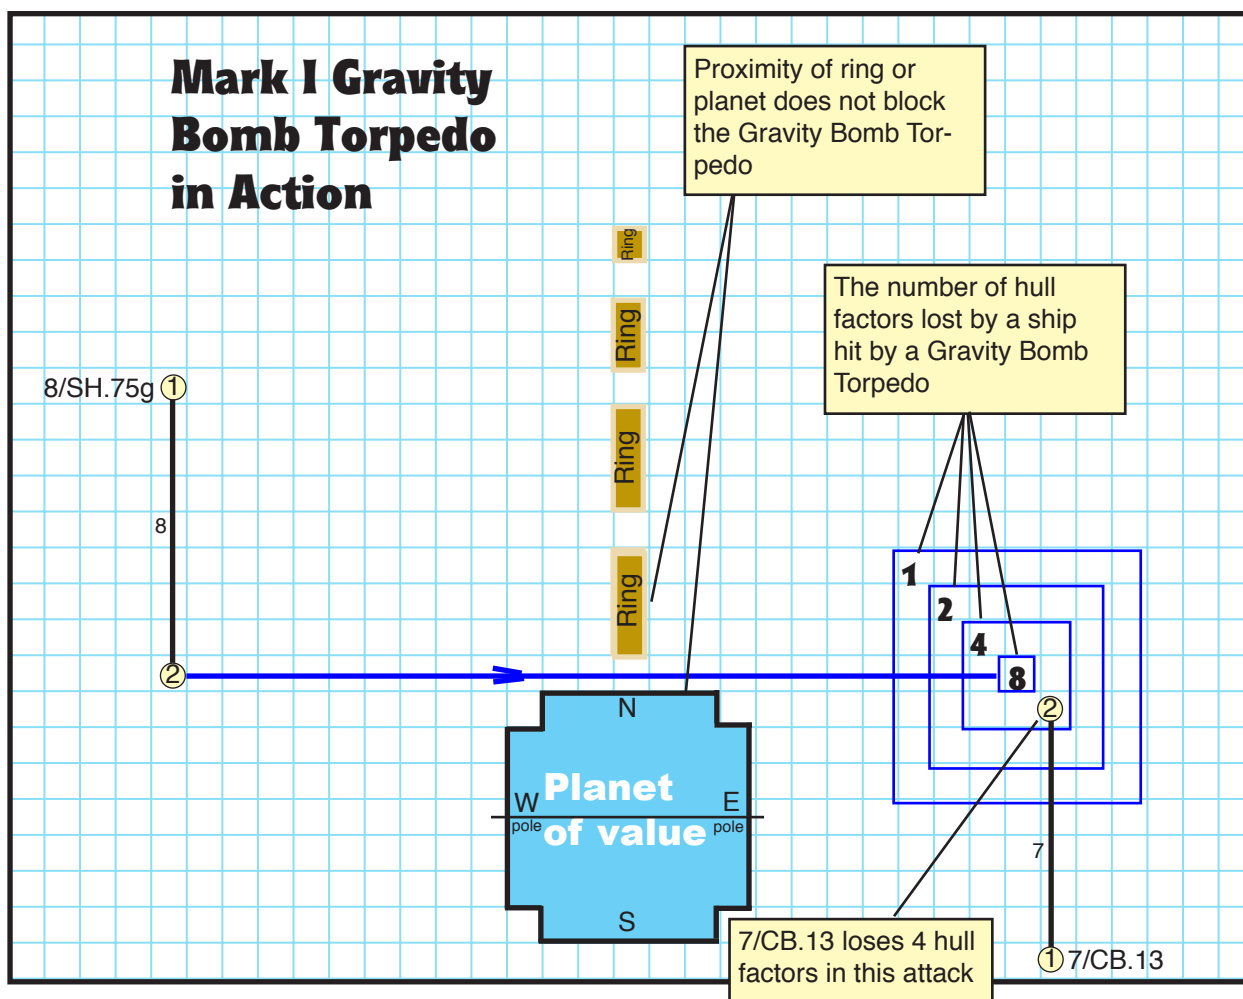 Mark I Gravity
Bomb Torpedo
in Action
Proximity of ring or
planet does not block
the Gravity Bomb Tor-
pedo
Ring
The number of hull
factors lost by a ship
hit by a Gravity Bomb
Torpedo
Ring
8/SH.75g 1
Ring
8
Ring
1
2
4
8
2
2
N
W
pole
E
pole
Planet
of value
S
7
7/CB.13 loses 4 hull
factors in this attack
1 7/CB.13